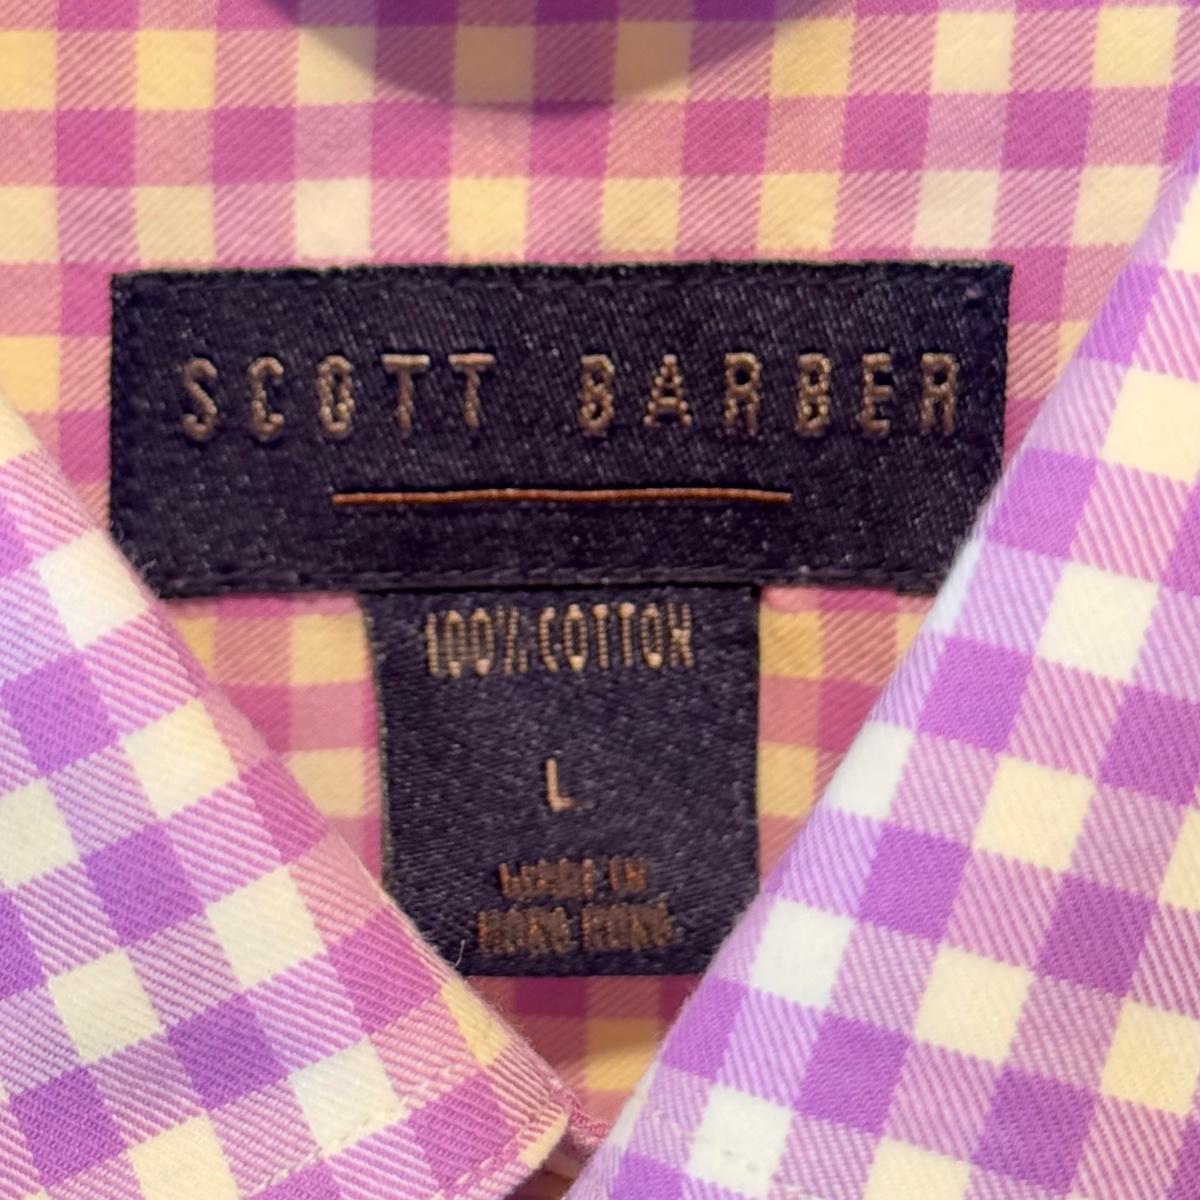 SCOTT BARBER
100% COTTON
L
MADE IN
HONG KONG